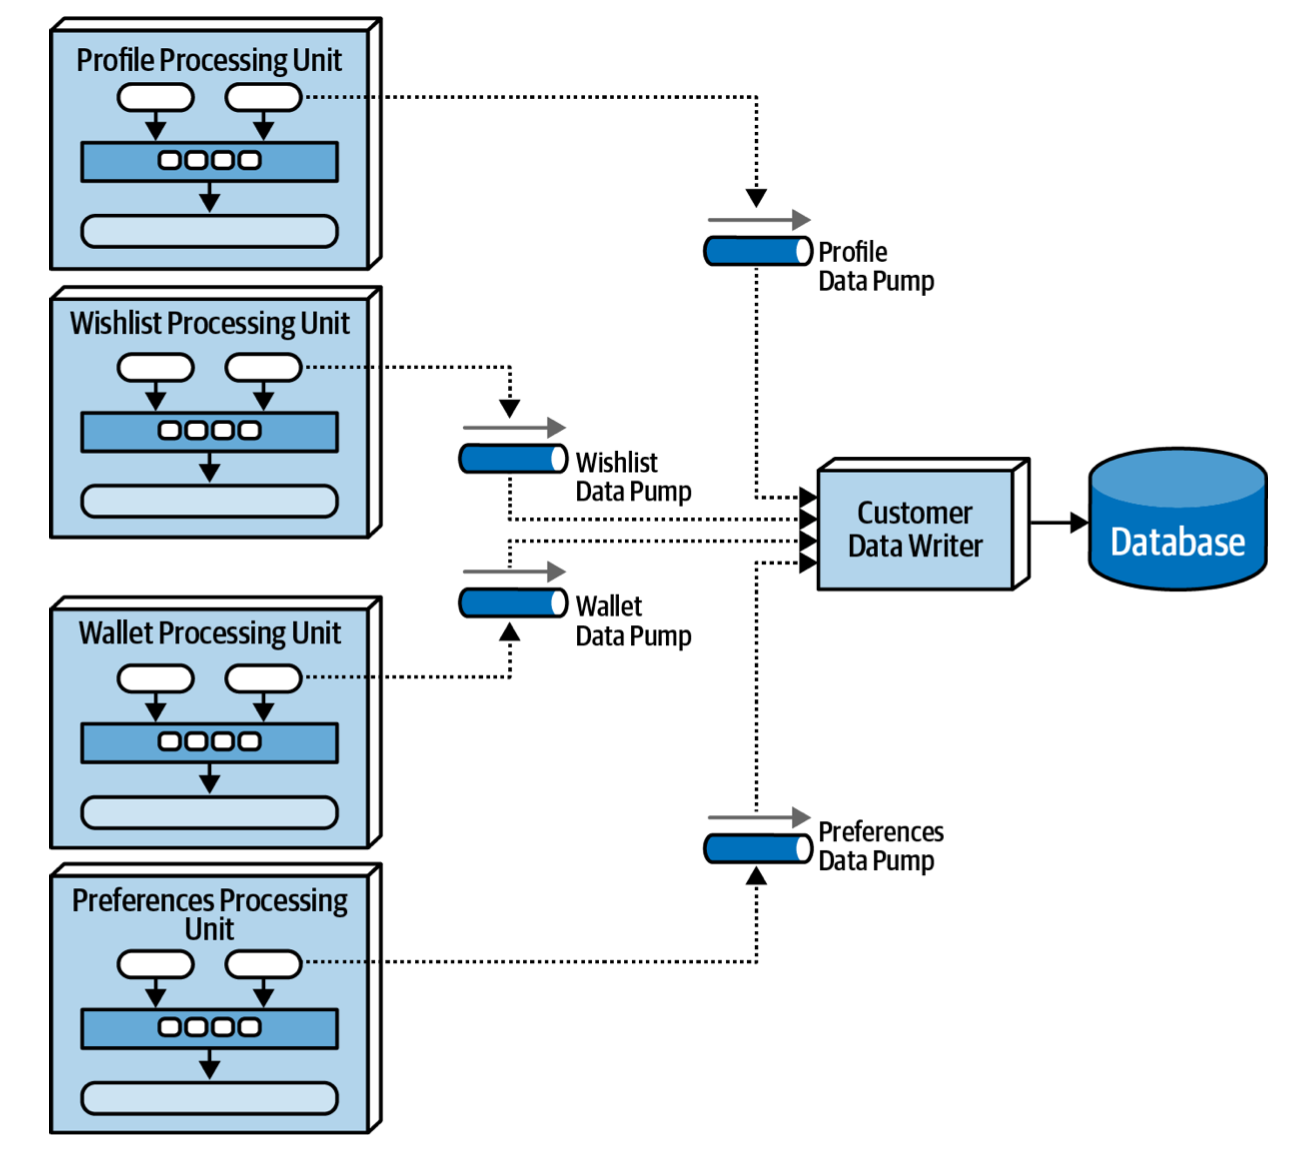 Profile Processing Unit
Profile
Data Pump
Wishlist Processing Unit
Wishlist
Data Pump
Customer
Data Writer
Database
Wallet
Data Pump
Wallet Processing Unit
Preferences
Data Pump
Preferences Processing
Unit